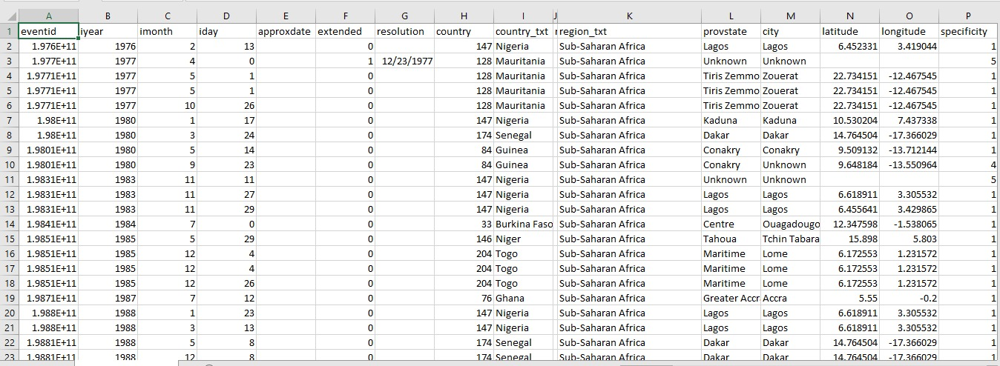 A B C D E F G H I J K L M N O P
1 eventid iyear imonth iday approxdate extended resolution country country_txt r region_txt provstate city latitude longitude specificity
2 1.976E+11 1976 2 13 0 147 Nigeria Sub-Saharan Africa Lagos Lagos 6.452331 3.419044 1
3 1.977E+11 1977 4 0 1 12/23/1977 128 Mauritania Sub-Saharan Africa Unknown Unknown 5
4 1.9771E+11 1977 5 1 0 128 Mauritania Sub-Saharan Africa Tiris Zemmo Zouerat 22.734151 -12.467545 1
5 1.9771E+11 1977 5 1 0 128 Mauritania Sub-Saharan Africa Tiris Zemmo Zouerat 22.734151 -12.467545 1
6 1.9771E+11 1977 10 26 0 128 Mauritania Sub-Saharan Africa Tiris Zemmo Zouerat 22.734151 -12.467545 1
7 1.98E+11 1980 1 17 0 147 Nigeria Sub-Saharan Africa Kaduna Kaduna 10.530204 7.437338 1
8 1.98E+11 1980 3 24 0 174 Senegal Sub-Saharan Africa Dakar Dakar 14.764504 -17.366029 1
9 1.9801E+11 1980 5 14 0 84 Guinea Sub-Saharan Africa Conakry Conakry 9.509132 -13.712144 1
10 1.9801E+11 1980 9 23 0 84 Guinea Sub-Saharan Africa Conakry Unknown 9.648184 -13.550964 4
11 1.9831E+11 1983 11 11 0 147 Nigeria Sub-Saharan Africa Unknown Unknown 5
12 1.9831E+11 1983 11 27 0 147 Nigeria Sub-Saharan Africa Lagos Lagos 6.618911 3.305532 1
13 1.9831E+11 1983 11 29 0 147 Nigeria Sub-Saharan Africa Lagos Lagos 6.455641 3.429865 1
14 1.9841E+11 1984 7 0 0 33 Burkina Faso Sub-Saharan Africa Centre Ouagadougo 12.347598 -1.538065 1
15 1.9851E+11 1985 5 29 0 146 Niger Sub-Saharan Africa Tahoua Tchin Tabara 15.898 5.803 1
16 1.9851E+11 1985 12 4 0 204 Togo Sub-Saharan Africa Maritime Lome 6.172553 1.231572 1
17 1.9851E+11 1985 12 4 0 204 Togo Sub-Saharan Africa Maritime Lome 6.172553 1.231572 1
18 1.9851E+11 1985 12 26 0 204 Togo Sub-Saharan Africa Maritime Lome 6.172553 1.231572 1
19 1.9871E+11 1987 7 12 0 76 Ghana Sub-Saharan Africa Greater Accr Accra 5.55 -0.2 1
20 1.988E+11 1988 1 23 0 147 Nigeria Sub-Saharan Africa Lagos Lagos 6.618911 3.305532 1
21 1.988E+11 1988 3 13 0 147 Nigeria Sub-Saharan Africa Lagos Lagos 6.618911 3.305532 1
22 1.9881E+11 1988 5 8 0 174 Senegal Sub-Saharan Africa Dakar Dakar 14.764504 -17.366029 1
23 1.9881E+11 1988 12 8 0 174 Senegal Sub-Saharan Africa Dakar Dakar 14.764504 -17.366029 1